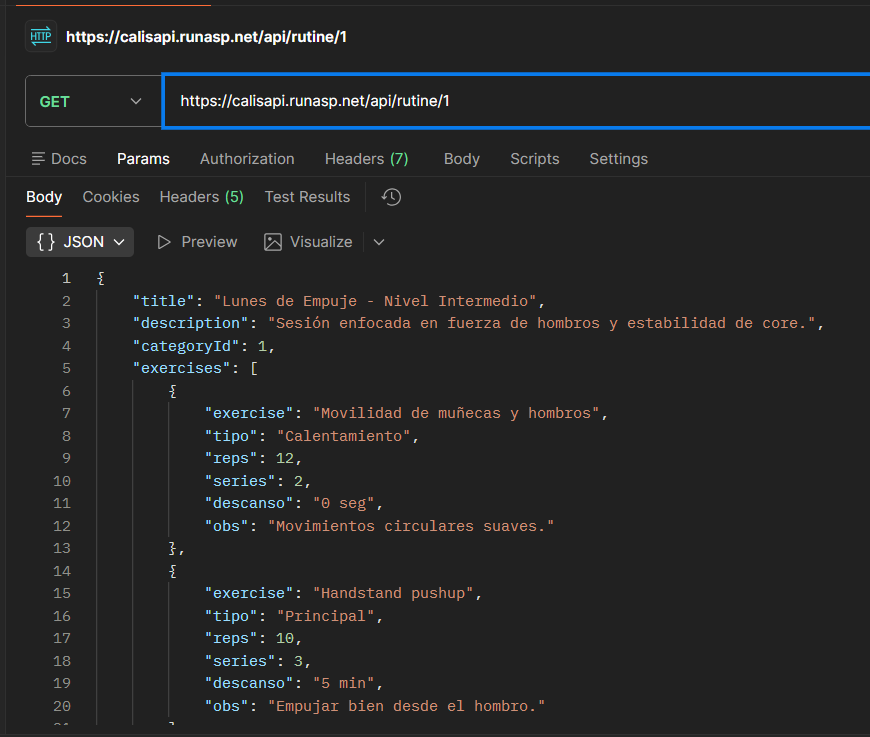 HTTP https://calisapi.runasp.net/api/rutine/1
GET https://calisapi.runasp.net/api/rutine/1
Docs Params Authorization Headers (7) Body Scripts Settings
Body Cookies Headers (5) Test Results
{} JSON Preview Visualize
1 {
2 "title": "Lunes de Empuje - Nivel Intermedio",
3 "description": "Sesión enfocada en fuerza de hombros y estabilidad de core.",
4 "categoryId": 1,
5 "exercises": [
6 {
7 "exercise": "Movilidad de muñecas y hombros",
8 "tipo": "Calentamiento",
9 "reps": 12,
10 "series": 2,
11 "descanso": "0 seg",
12 "obs": "Movimientos circulares suaves."
13 },
14 {
15 "exercise": "Handstand pushup",
16 "tipo": "Principal",
17 "reps": 10,
18 "series": 3,
19 "descanso": "5 min",
20 "obs": "Empujar bien desde el hombro."